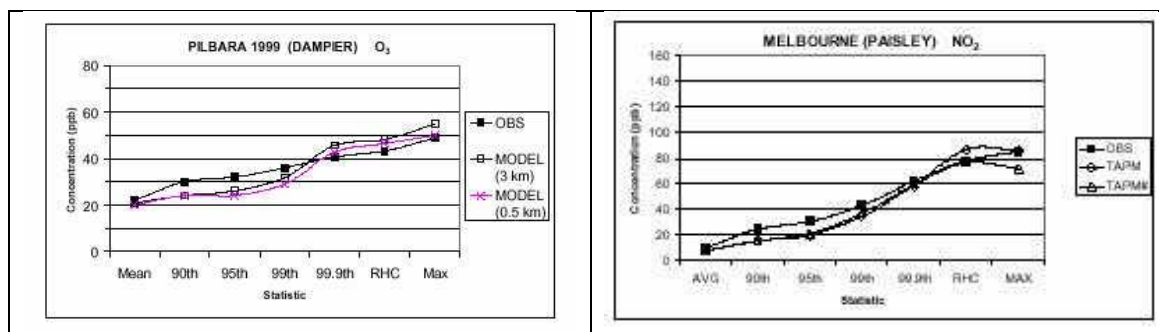 PILBARA 1999 (DAMPIER) O₃
80
60
40
20
0
Concentration (ppb)
Mean 90th 95th 99th 99.9th RHC Max
Statistic
OBS
MODEL
(3 km)
MODEL
(0.5 km)
MELBOURNE (PAISLEY) NO₂
160
140
120
100
80
60
40
20
0
Concentration (ppb)
AVG 90th 95th 99th 99.9th RHC MAX
Statistic
OBS
TAPM
TAPM#